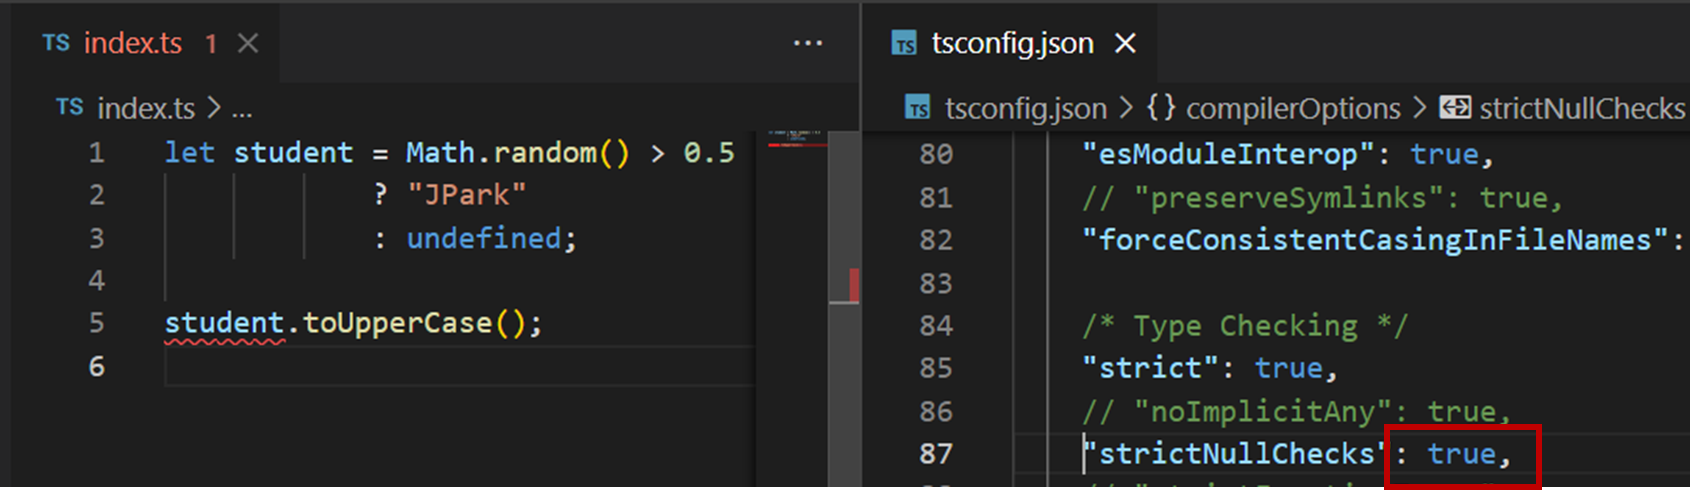 TS index.ts 1 ×
...
TS index.ts > ...
1 let student = Math.random() > 0.5
2 ? "JPark"
3 : undefined;
4
5 student.toUpperCase();
6
TS tsconfig.json ×
TS tsconfig.json > {} compilerOptions > strictNullChecks
80 "esModuleInterop": true,
81 // "preserveSymlinks": true,
82 "forceConsistentCasingInFileNames":
83
84 /* Type Checking */
85 "strict": true,
86 // "noImplicitAny": true,
87 "strictNullChecks": true,